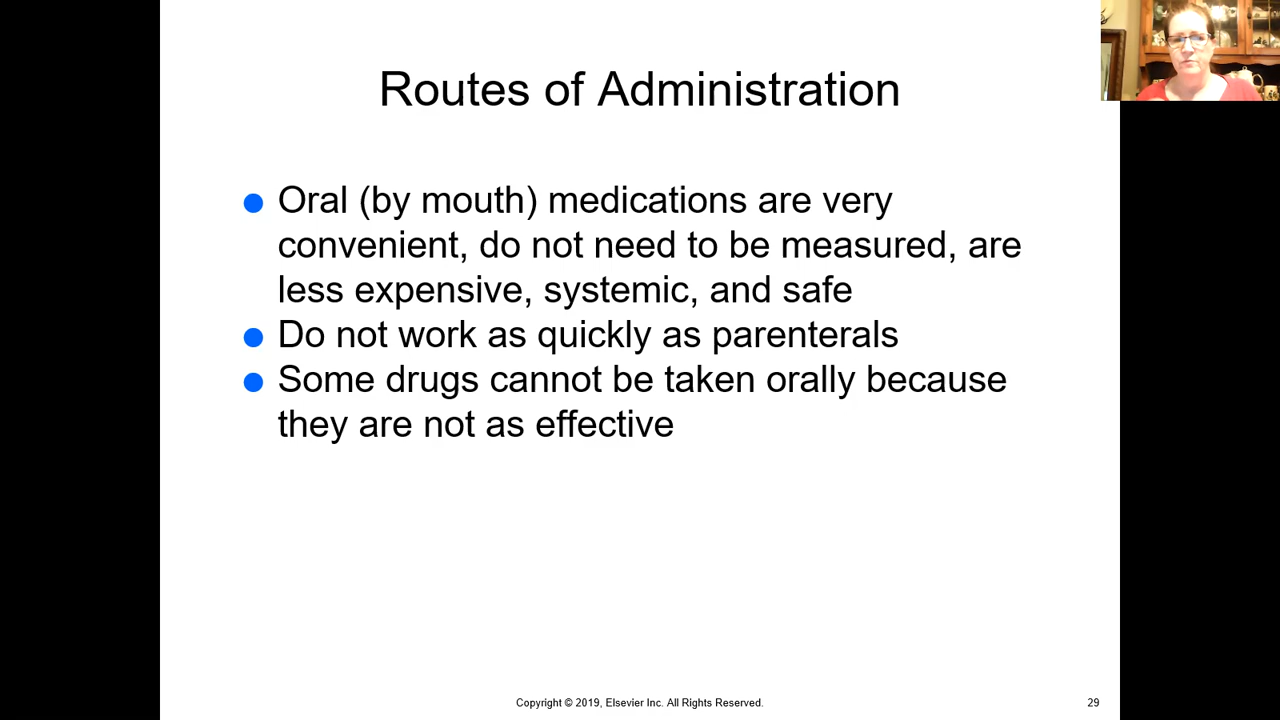 Routes of Administration
Oral (by mouth) medications are very
convenient, do not need to be measured, are
less expensive, systemic, and safe
Do not work as quickly as parenterals
Some drugs cannot be taken orally because
they are not as effective
Copyright © 2019, Elsevier Inc. All Rights Reserved.
29